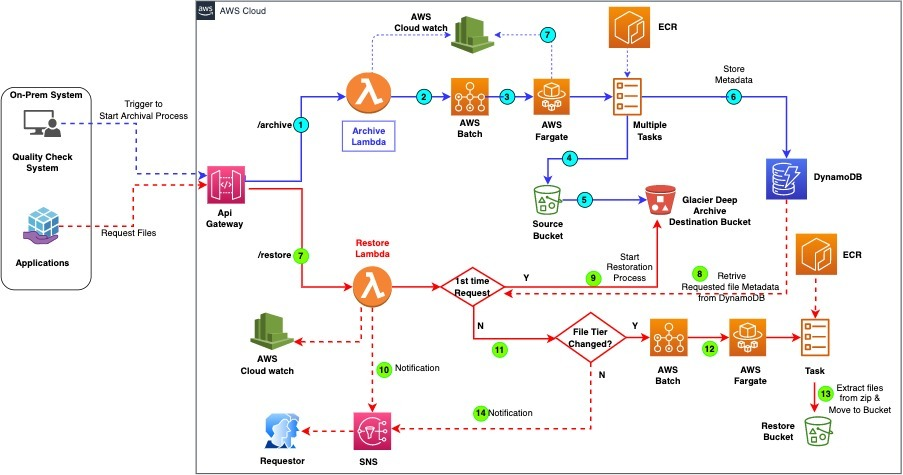 aws
AWS Cloud
On-Prem System
Quality Check
System
Applications
Trigger to
Start Archival Process
Request Files
Api
Gateway
/archive
1
Archive
Lambda
AWS
Cloud watch
7
2
AWS
Batch
3
AWS
Fargate
ECR
Multiple
Tasks
Store
Metadata
6
DynamoDB
4
Source
Bucket
5
Glacier Deep
Archive
Destination Bucket
/restore
7
Restore
Lambda
1st time
Request
Y
9
Start
Restoration
Process
8
Retrive
Requested file Metadata
from DynamoDB
ECR
N
11
File Tier
Changed?
Y
AWS
Batch
12
AWS
Fargate
Task
13
Extract files
from zip &
Move to Bucket
Restore
Bucket
AWS
Cloud watch
10
Notification
N
14
Notification
Requestor
SNS